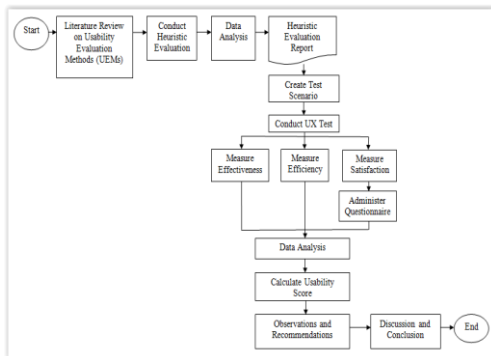 Start
Literature Review
on Usability
Evaluation
Methods (UEMs)
Conduct
Heuristic
Evaluation
Data
Analysis
Heuristic
Evaluation
Report
Create Test
Scenario
Conduct UX Test
Measure
Effectiveness
Measure
Efficiency
Measure
Satisfaction
Administer
Questionnaire
Data Analysis
Calculate Usability
Score
Observations and
Recommendations
Discussion and
Conclusion
End